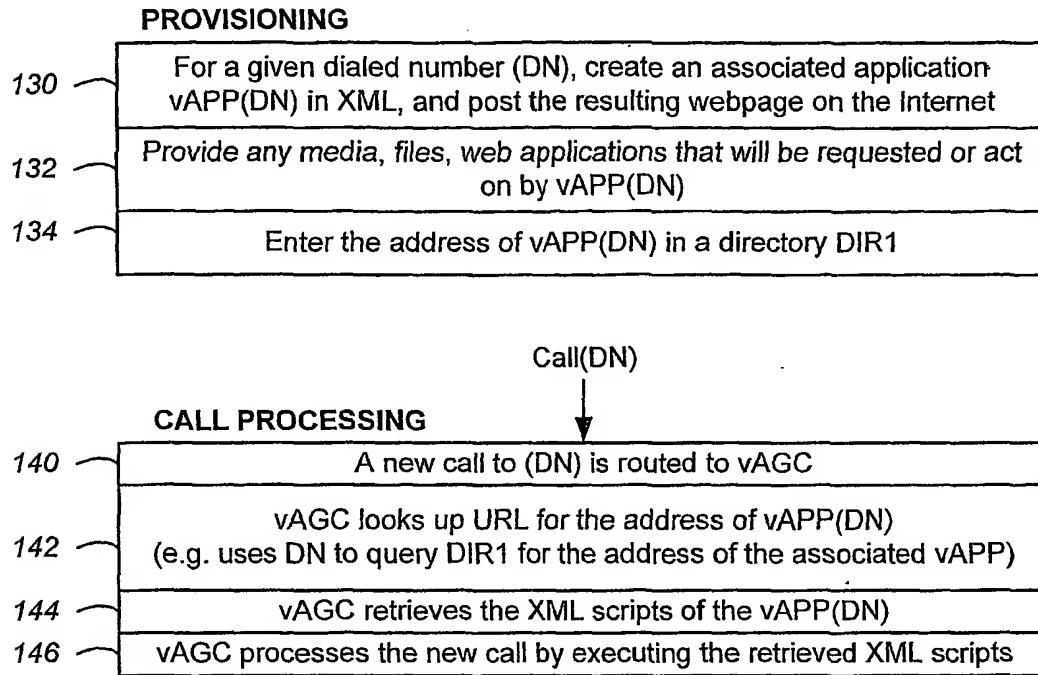 PROVISIONING
130
For a given dialed number (DN), create an associated application
vAPP(DN) in XML, and post the resulting webpage on the Internet
132
Provide any media, files, web applications that will be requested or act
on by vAPP(DN)
134
Enter the address of vAPP(DN) in a directory DIR1
Call(DN)
CALL PROCESSING
140
A new call to (DN) is routed to vAGC
142
vAGC looks up URL for the address of vAPP(DN)
(e.g. uses DN to query DIR1 for the address of the associated vAPP)
144
vAGC retrieves the XML scripts of the vAPP(DN)
146
vAGC processes the new call by executing the retrieved XML scripts